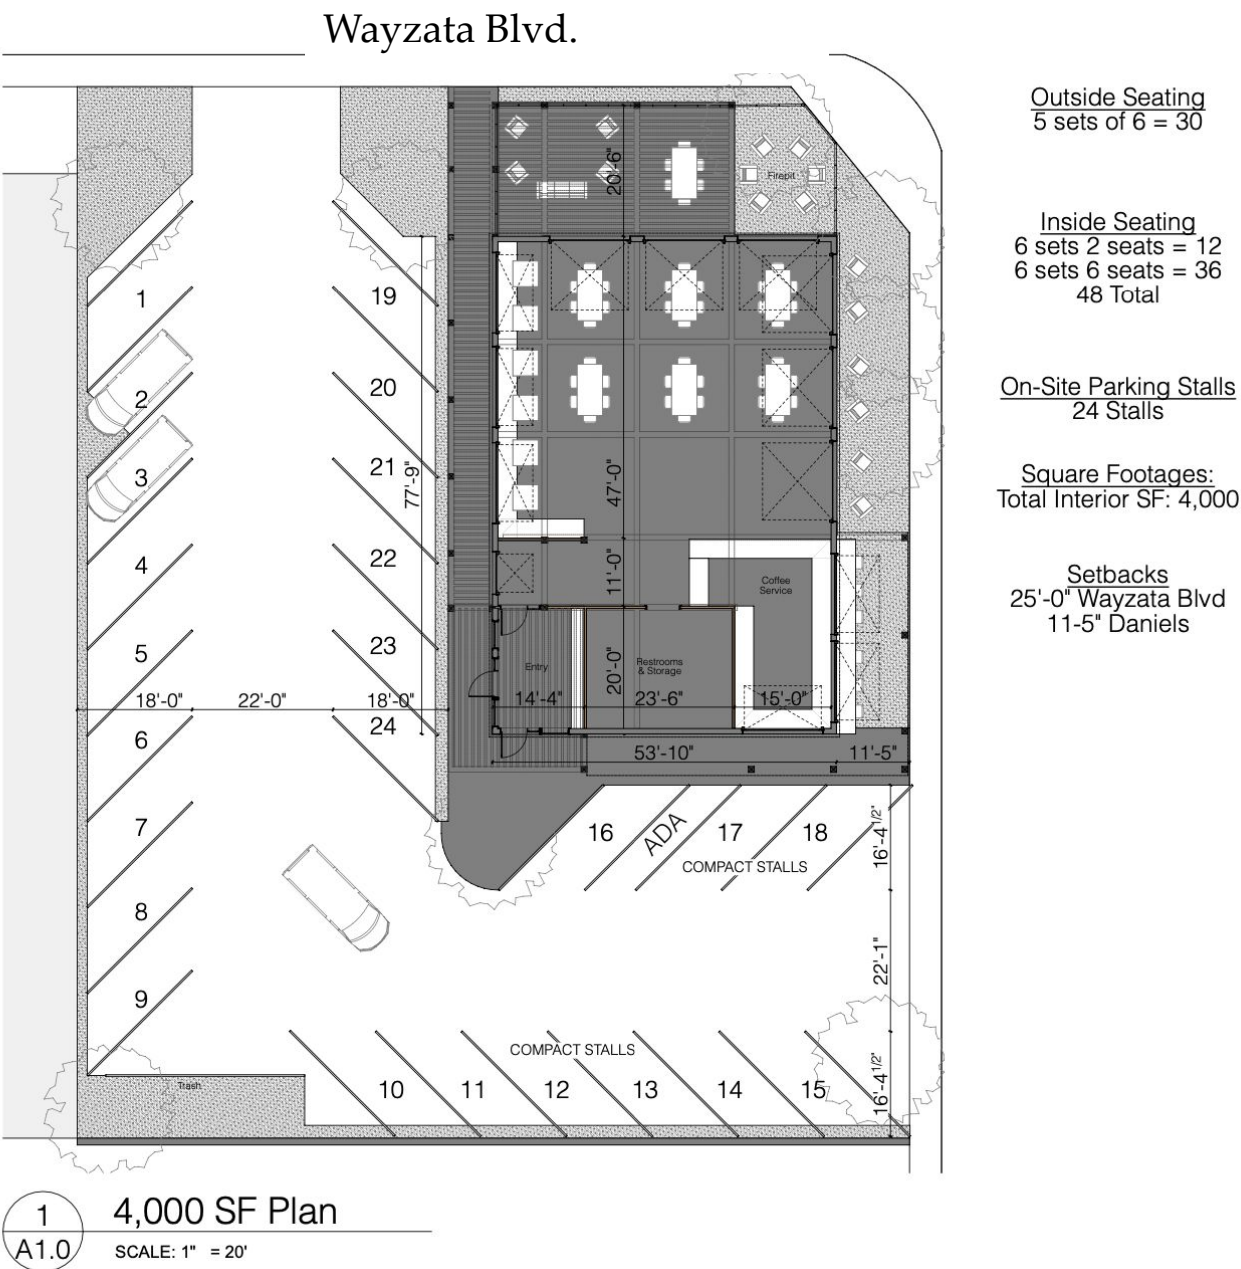 Wayzata Blvd.
Outside Seating
5 sets of 6 = 30
Inside Seating
6 sets 2 seats = 12
6 sets 6 seats = 36
48 Total
On-Site Parking Stalls
24 Stalls
Square Footages:
Total Interior SF: 4,000
Setbacks
25'-0" Wayzata Blvd
11-5" Daniels
20'-6"
Firepit
1
19
2
20
3
21
77'-9"
47'-0"
4
22
11'-0"
Coffee
Service
5
23
Entry
20'-0"
Restrooms
& Storage
18'-0"
22'-0"
18'-0"
14'-4"
23'-6"
15'-0"
6
24
53'-10"
11'-5"
7
16
ADA
17
18
16'-4 1/2"
COMPACT STALLS
8
22'-1"
9
COMPACT STALLS
Trash
10
11
12
13
14
15
16'-4 1/2"
1
A1.0
4,000 SF Plan
SCALE: 1" = 20'